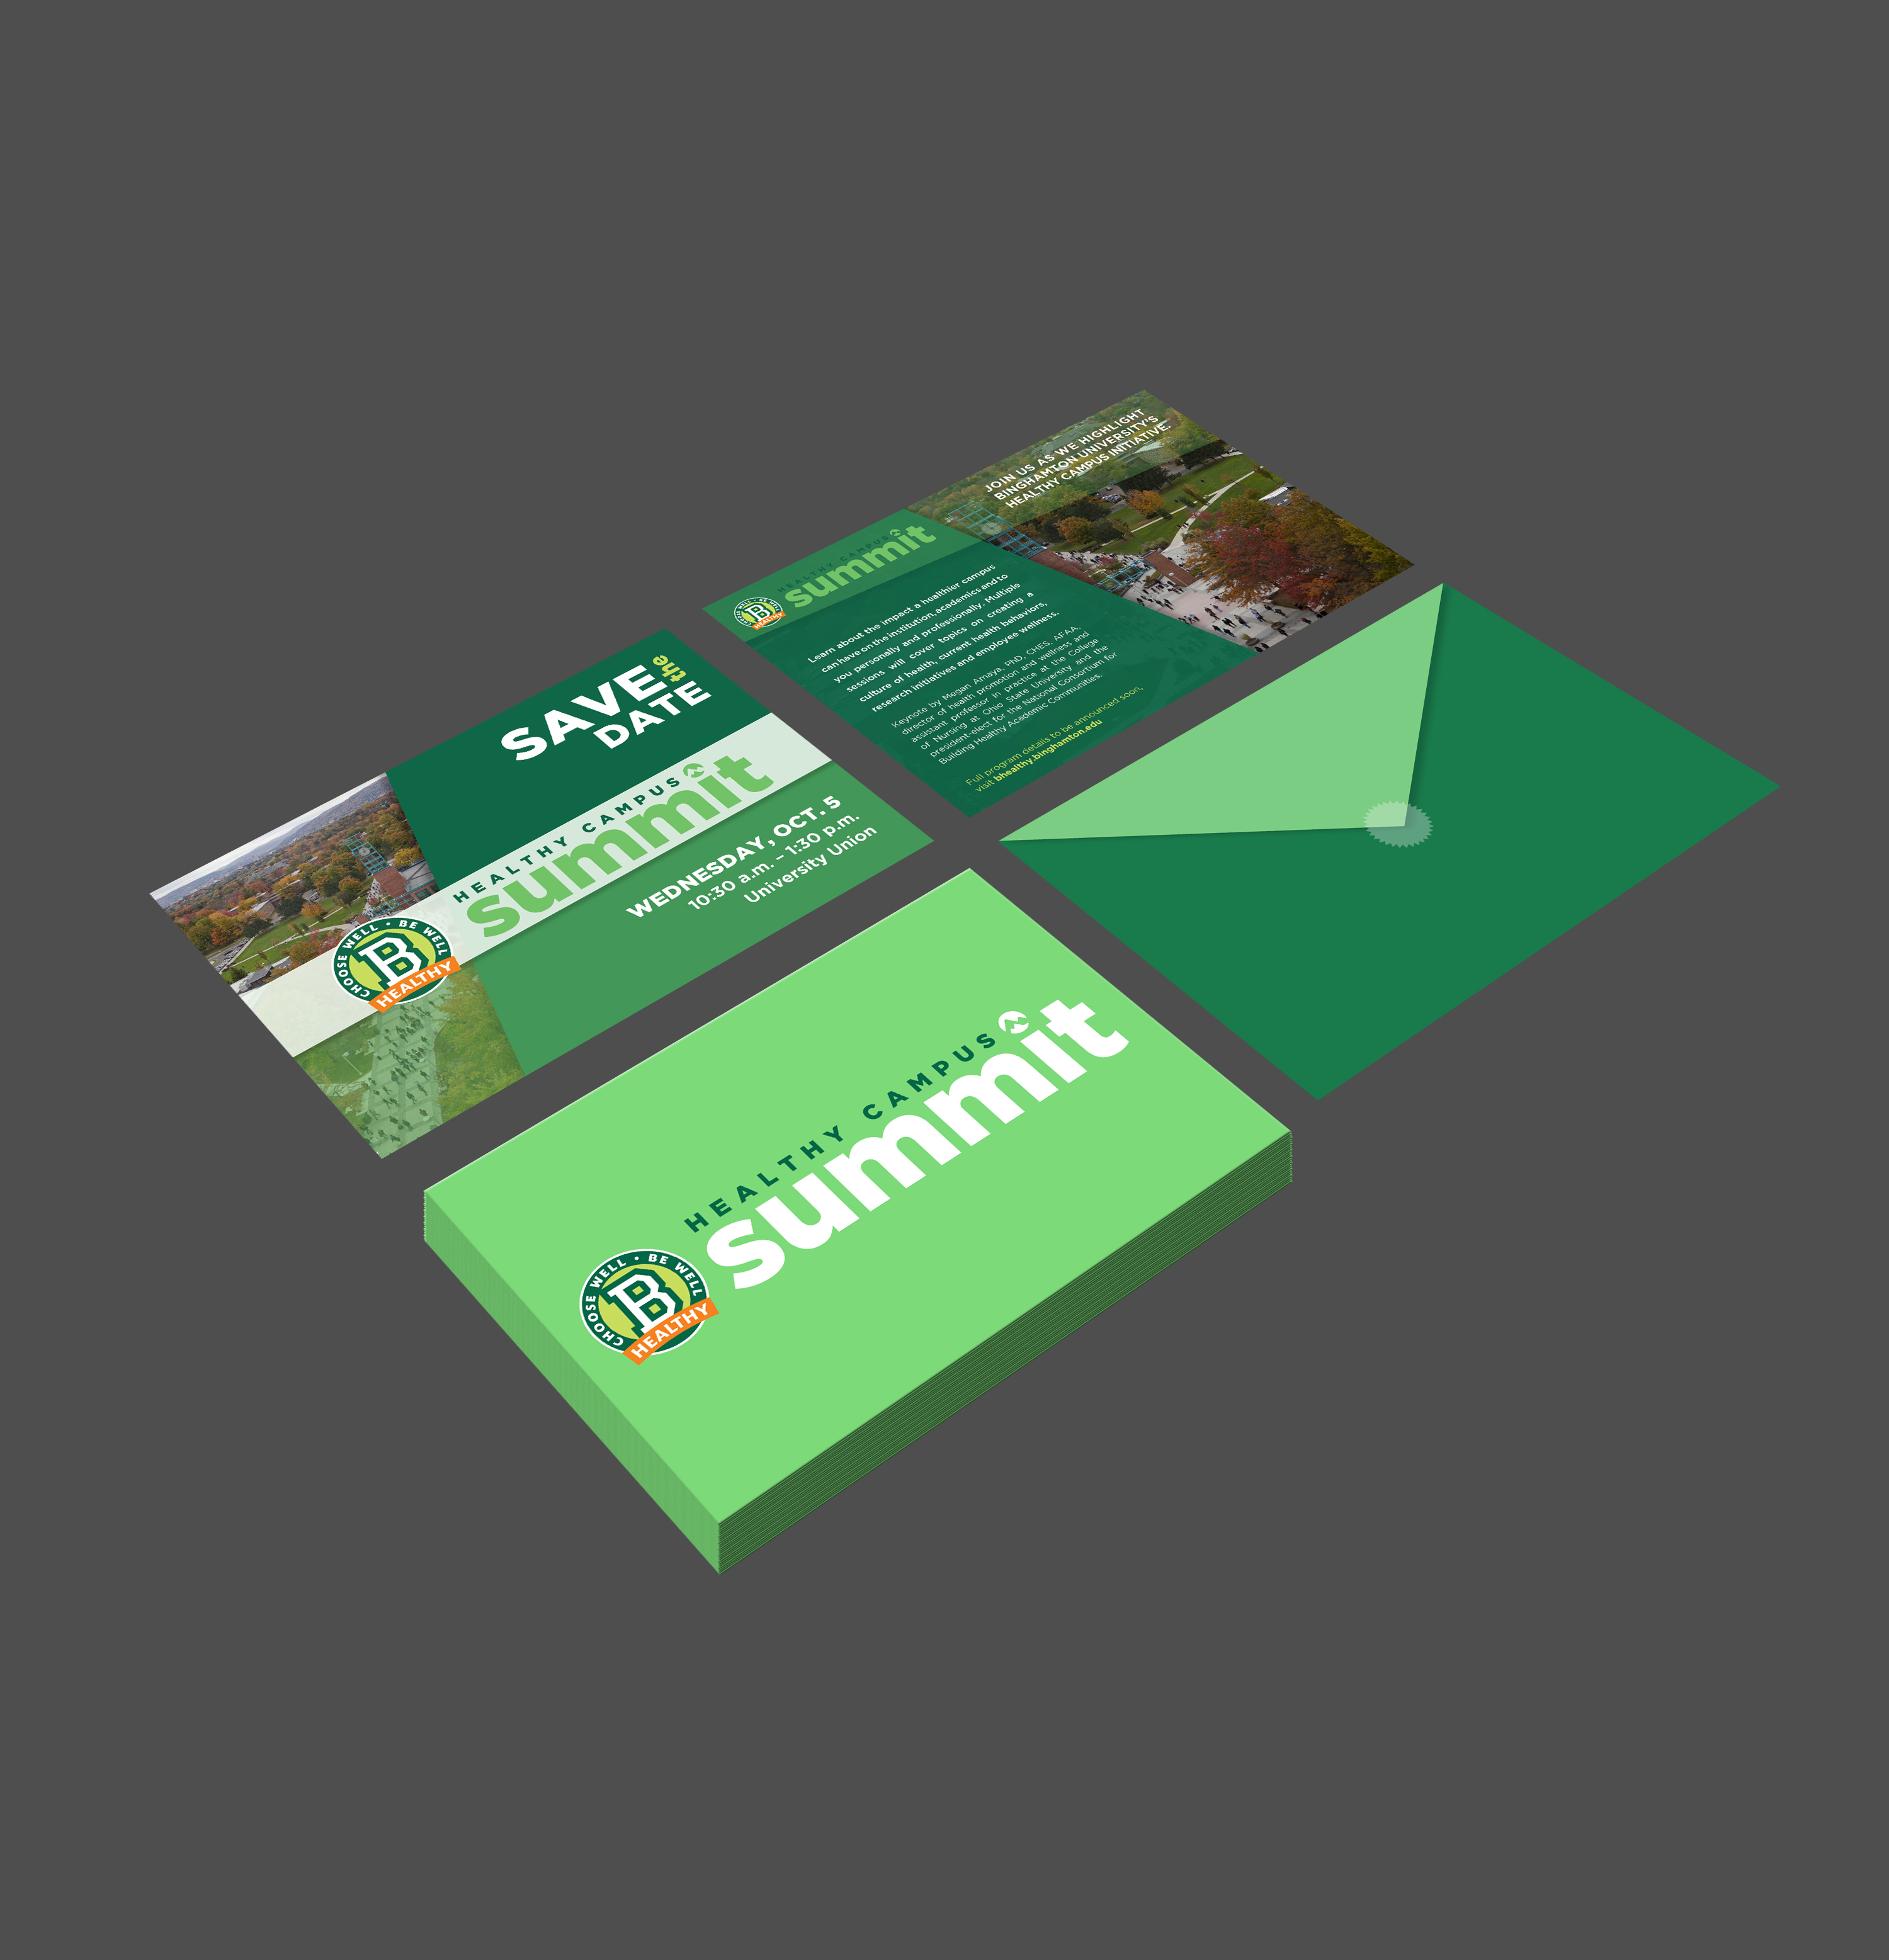 JOIN US AS WE HIGHLIGHT
BINGHAMTON UNIVERSITY'S
HEALTHY CAMPUS INITIATIVE.
HEALTHY CAMPUS
summit
CHOOSE WELL • BE WELL
B
HEALTHY
Learn about the impact a healthier campus
can have on the institution, academics and to
you personally and professionally. Multiple
sessions will cover topics on creating a
culture of health, current health behaviors,
research initiatives and employee wellness.
Keynote by Megan Amaya, PhD, CHES, AFAA,
director of health promotion and wellness and
assistant professor in practice at the College
of Nursing at Ohio State University and the
president-elect for the National Consortium for
Building Healthy Academic Communities.
Full program details to be announced soon,
visit bhealthy.binghamton.edu
SAVE the
DATE
HEALTHY CAMPUS
summit
CHOOSE WELL • BE WELL
B
HEALTHY
WEDNESDAY, OCT. 5
10:30 a.m. – 1:30 p.m.
University Union
HEALTHY CAMPUS
summit
CHOOSE WELL • BE WELL
B
HEALTHY